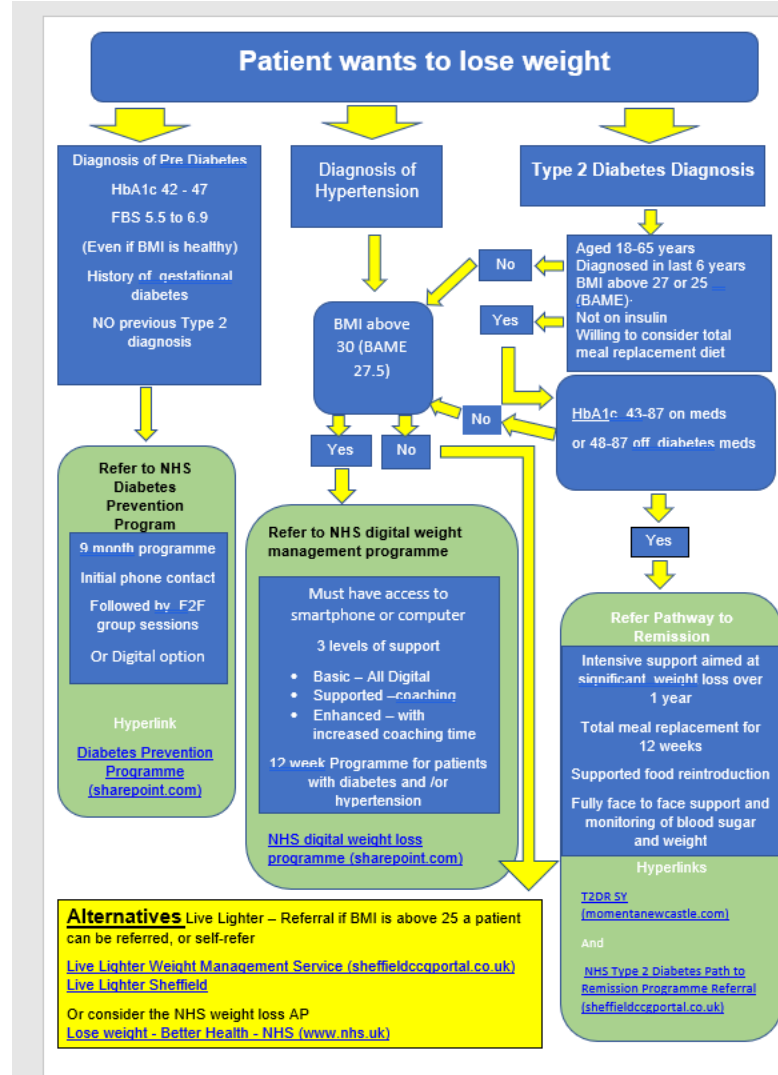 Patient wants to lose weight
Diagnosis of Pre Diabetes
HbA1c 42 - 47
FBS 5.5 to 6.9
(Even if BMI is healthy)
History of gestational
diabetes
NO previous Type 2
diagnosis
Refer to NHS
Diabetes
Prevention
Program
9 month programme
Initial phone contact
Followed by F2F
group sessions
Or Digital option
Hyperlink
Diabetes Prevention
Programme
(sharepoint.com)
Diagnosis of
Hypertension
BMI above
30 (BAME
27.5)
Yes
No
Refer to NHS digital weight
management programme
Must have access to
smartphone or computer
3 levels of support
• Basic – All Digital
• Supported –coaching
• Enhanced – with
increased coaching time
12 week Programme for patients
with diabetes and /or
hypertension
NHS digital weight loss
programme (sharepoint.com)
Type 2 Diabetes Diagnosis
Aged 18-65 years
Diagnosed in last 6 years
BMI above 27 or 25
(BAME)·
Not on insulin
Willing to consider total
meal replacement diet
No
Yes
HbA1c 43-87 on meds
or 48-87 off diabetes meds
No
Yes
Refer Pathway to
Remission
Intensive support aimed at
significant weight loss over
1 year
Total meal replacement for
12 weeks
Supported food reintroduction
Fully face to face support and
monitoring of blood sugar
and weight
Hyperlinks
T2DR SY
(momentanewcastle.com)
And
NHS Type 2 Diabetes Path to
Remission Programme Referral
(sheffieldccgportal.co.uk)
Alternatives Live Lighter – Referral if BMI is above 25 a patient
can be referred, or self-refer
Live Lighter Weight Management Service (sheffieldccgportal.co.uk)
Live Lighter Sheffield
Or consider the NHS weight loss AP
Lose weight - Better Health - NHS (www.nhs.uk)